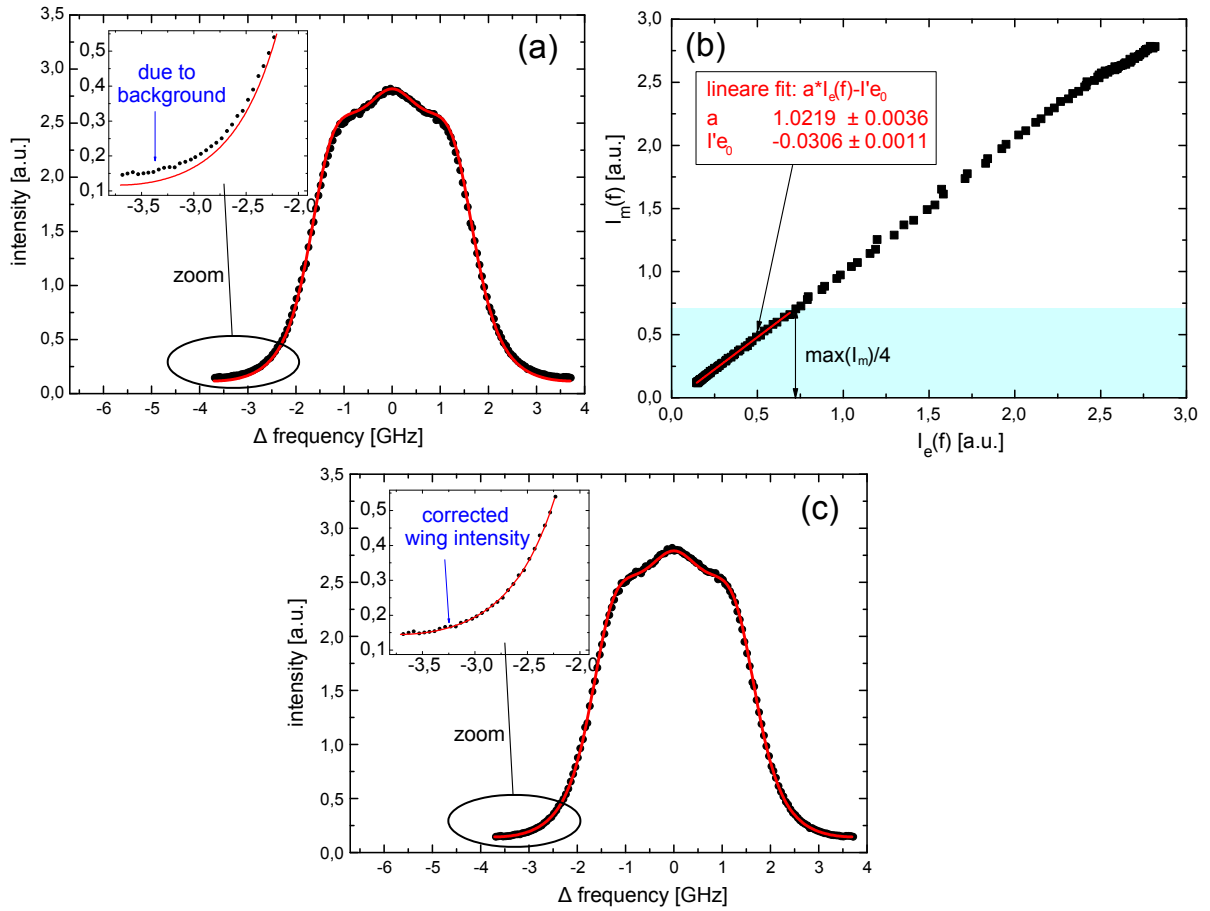 (a)
3,5
3,0
2,5
2,0
1,5
1,0
0,5
0,0
intensity [a.u.]
-6 -5 -4 -3 -2 -1 0 1 2 3 4
Δ frequency [GHz]
0,5
0,4
0,3
0,2
0,1
-3,5 -3,0 -2,5 -2,0
due to
background
zoom
(b)
3,0
2,5
2,0
1,5
1,0
0,5
0,0
I_m(f) [a.u.]
lineare fit: a*I_e(f)-I'e_0
a 1.0219 ± 0.0036
I'e_0 -0.0306 ± 0.0011
max(I_m)/4
0,0 0,5 1,0 1,5 2,0 2,5 3,0
I_e(f) [a.u.]
(c)
3,5
3,0
2,5
2,0
1,5
1,0
0,5
0,0
intensity [a.u.]
-6 -5 -4 -3 -2 -1 0 1 2 3 4
Δ frequency [GHz]
0,5
0,4
0,3
0,2
0,1
-3,5 -3,0 -2,5 -2,0
corrected
wing intensity
zoom